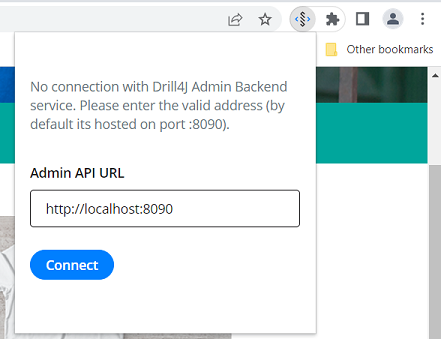 Other bookmarks
No connection with Drill4J Admin Backend
service. Please enter the valid address (by
default its hosted on port :8090).
Admin API URL
http://localhost:8090
Connect